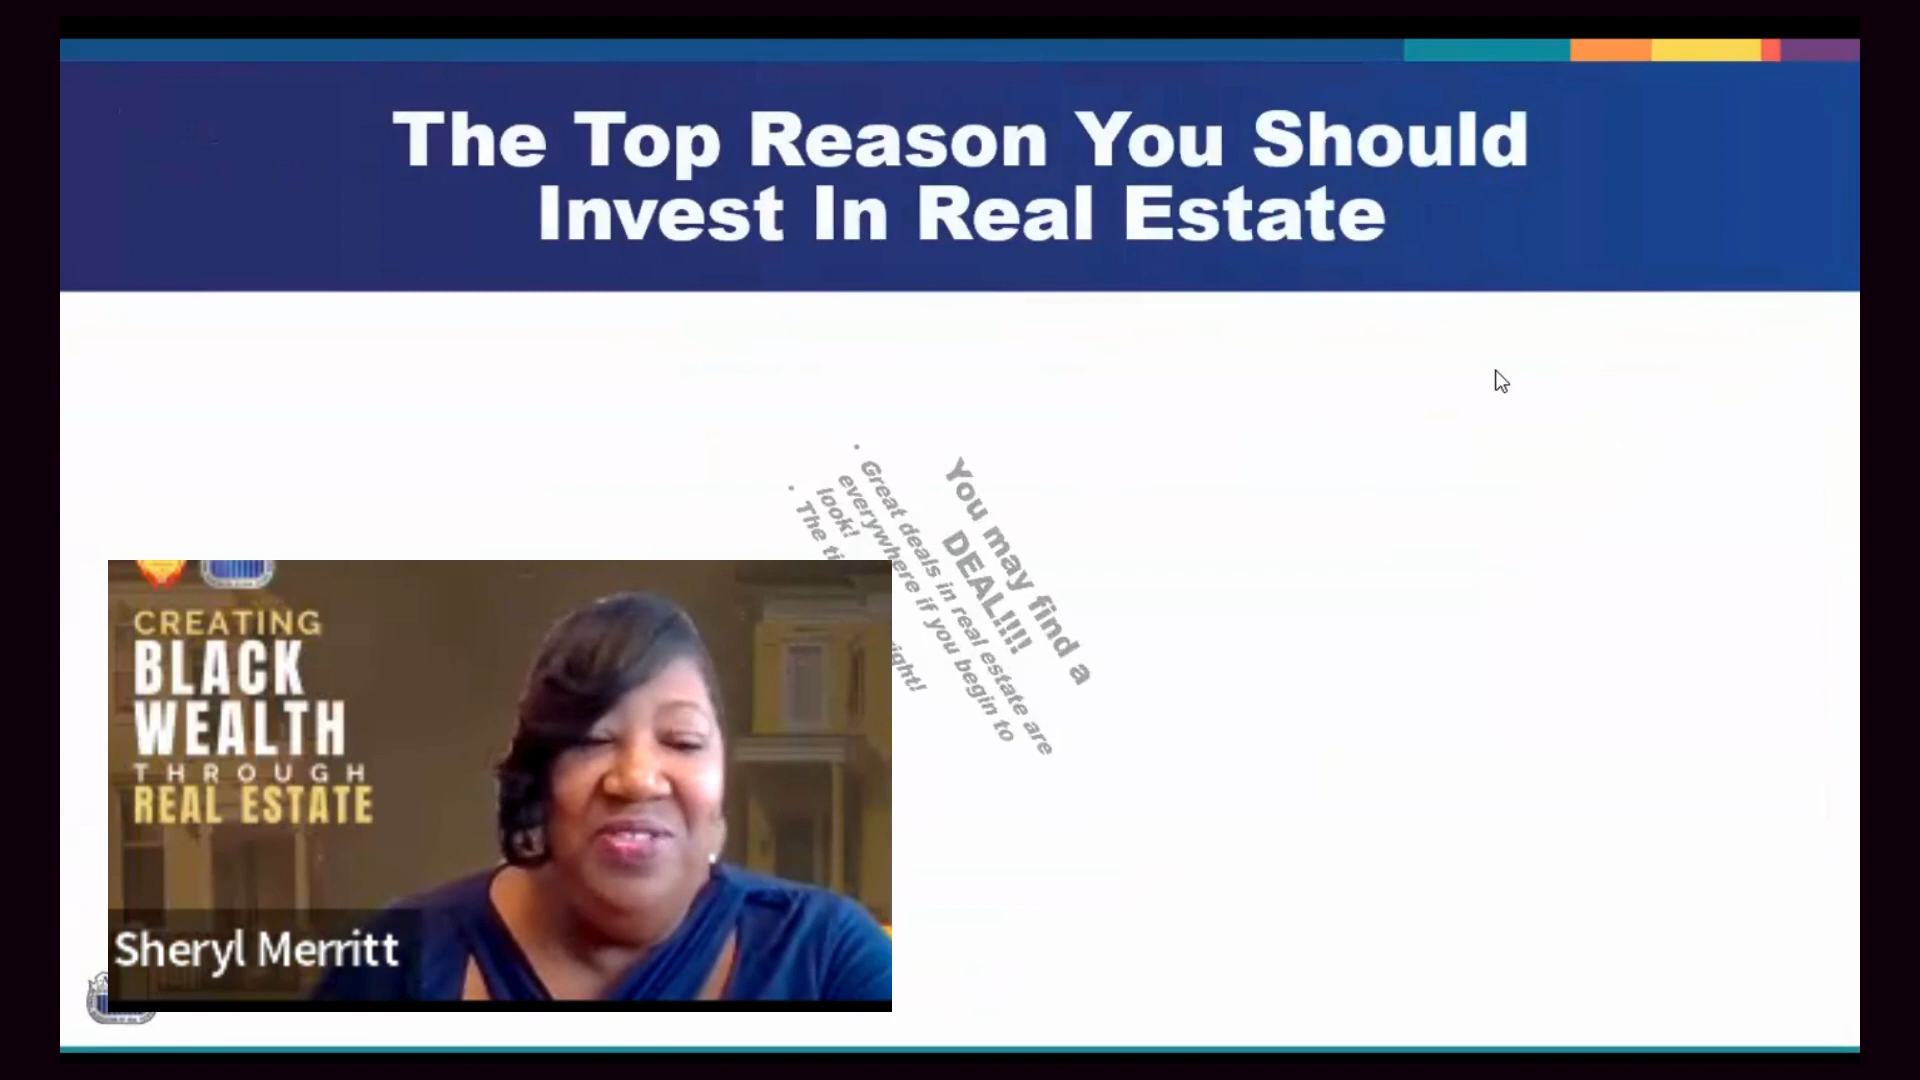 The Top Reason You Should
Invest In Real Estate
You may find a
DEAL!!!!
• Great deals in real estate are
everywhere if you begin to
look!
• The
ight!
CREATING
BLACK
WEALTH
THROUGH
REAL ESTATE
Sheryl Merritt